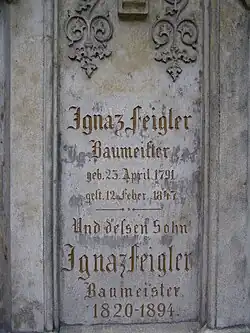 Ignaz Feigler
Baumeister
geb. 25. April 1791
gest. 12. Feber. 1847.
Und dessen Sohn
Ignaz Feigler
Baumeister
1820-1894.